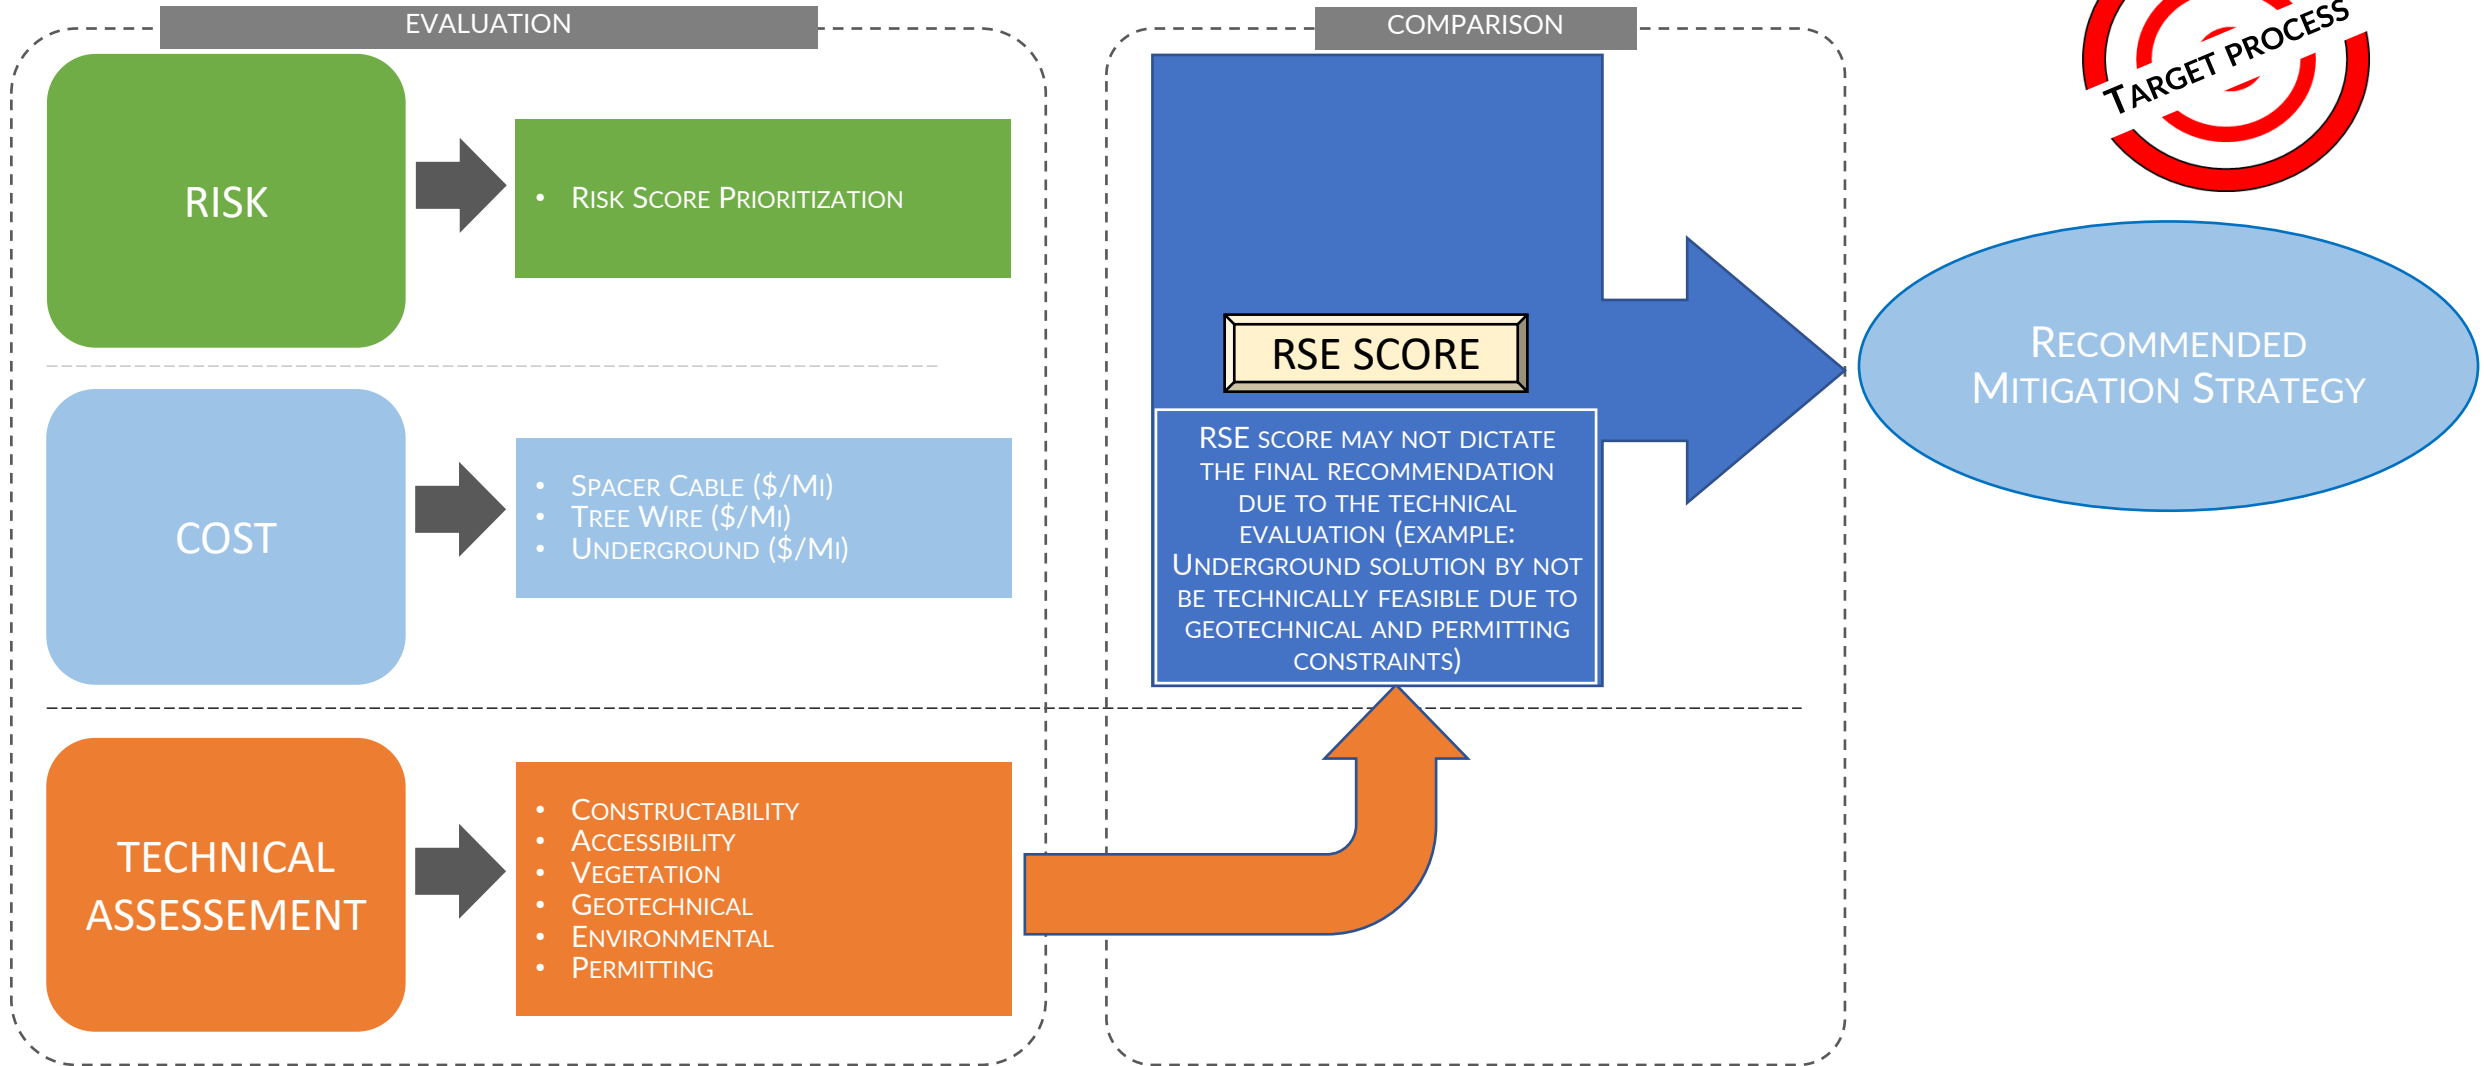 EVALUATION
RISK
• Risk Score Prioritization
COST
• Spacer Cable ($/Mi)
• Tree Wire ($/Mi)
• Underground ($/Mi)
TECHNICAL
ASSESSEMENT
• Constructability
• Accessibility
• Vegetation
• Geotechnical
• Environmental
• Permitting
COMPARISON
RSE SCORE
RSE score may not dictate
the final recommendation
due to the technical
evaluation (example:
Underground solution by not
be technically feasible due to
geotechnical and permitting
constraints)
Target process
Recommended
Mitigation Strategy